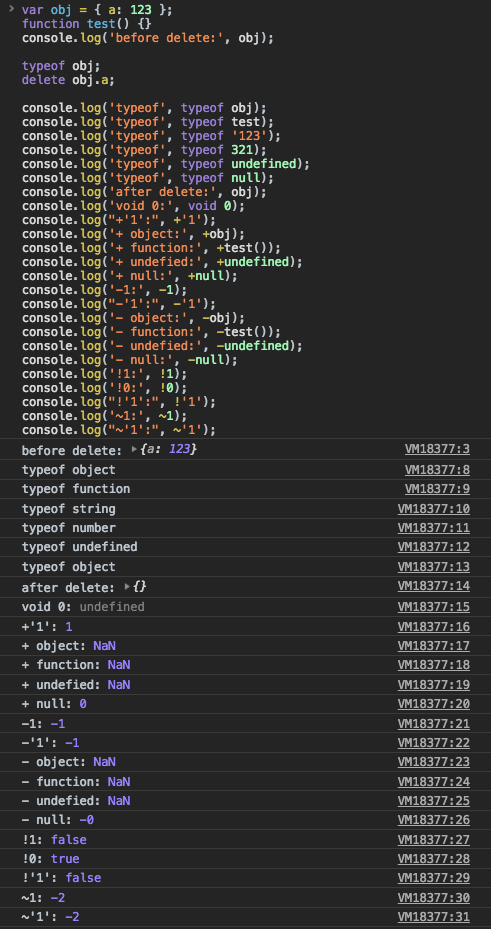 > var obj = { a: 123 };
function test() {}
console.log('before delete:', obj);
typeof obj;
delete obj.a;
console.log('typeof', typeof obj);
console.log('typeof', typeof test);
console.log('typeof', typeof '123');
console.log('typeof', typeof 321);
console.log('typeof', typeof undefined);
console.log('typeof', typeof null);
console.log('after delete:', obj);
console.log('void 0:', void 0);
console.log("+'1':", +'1');
console.log('+ object:', +obj);
console.log('+ function:', +test());
console.log('+ undefied:', +undefined);
console.log('+ null:', +null);
console.log('-1:', -1);
console.log("-'1':", -'1');
console.log('- object:', -obj);
console.log('- function:', -test());
console.log('- undefied:', -undefined);
console.log('- null:', -null);
console.log('!1:', !1);
console.log('!0:', !0);
console.log("!'1':", !'1');
console.log('~1:', ~1);
console.log("~'1':", ~'1');
before delete: ▸{a: 123} VM18377:3
typeof object VM18377:8
typeof function VM18377:9
typeof string VM18377:10
typeof number VM18377:11
typeof undefined VM18377:12
typeof object VM18377:13
after delete: ▸{} VM18377:14
void 0: undefined VM18377:15
+'1': 1 VM18377:16
+ object: NaN VM18377:17
+ function: NaN VM18377:18
+ undefied: NaN VM18377:19
+ null: 0 VM18377:20
-1: -1 VM18377:21
-'1': -1 VM18377:22
- object: NaN VM18377:23
- function: NaN VM18377:24
- undefied: NaN VM18377:25
- null: -0 VM18377:26
!1: false VM18377:27
!0: true VM18377:28
!'1': false VM18377:29
~1: -2 VM18377:30
~'1': -2 VM18377:31